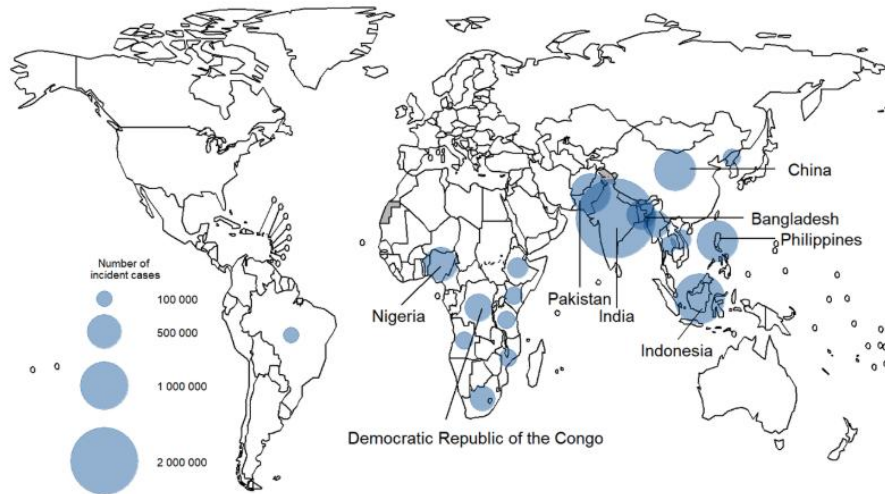 China
Bangladesh
Philippines
Number of
incident cases
100 000
500 000
1 000 000
2 000 000
Nigeria
Pakistan
India
Indonesia
Democratic Republic of the Congo